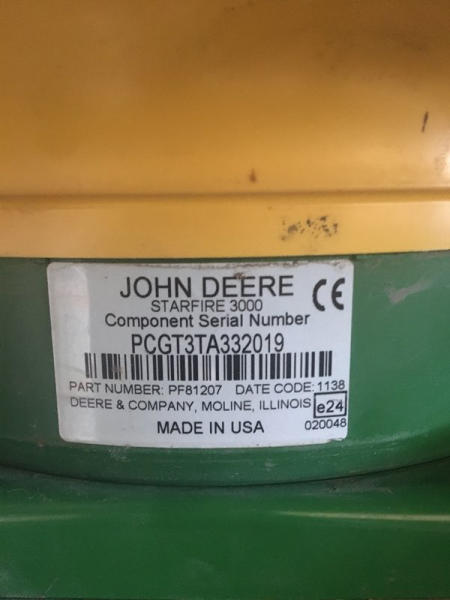 JOHN DEERE
STARFIRE 3000
CE
Component Serial Number
PCGT3TA332019
PART NUMBER: PF81207 DATE CODE: 1138
DEERE & COMPANY, MOLINE, ILLINOIS e24
MADE IN USA 020048